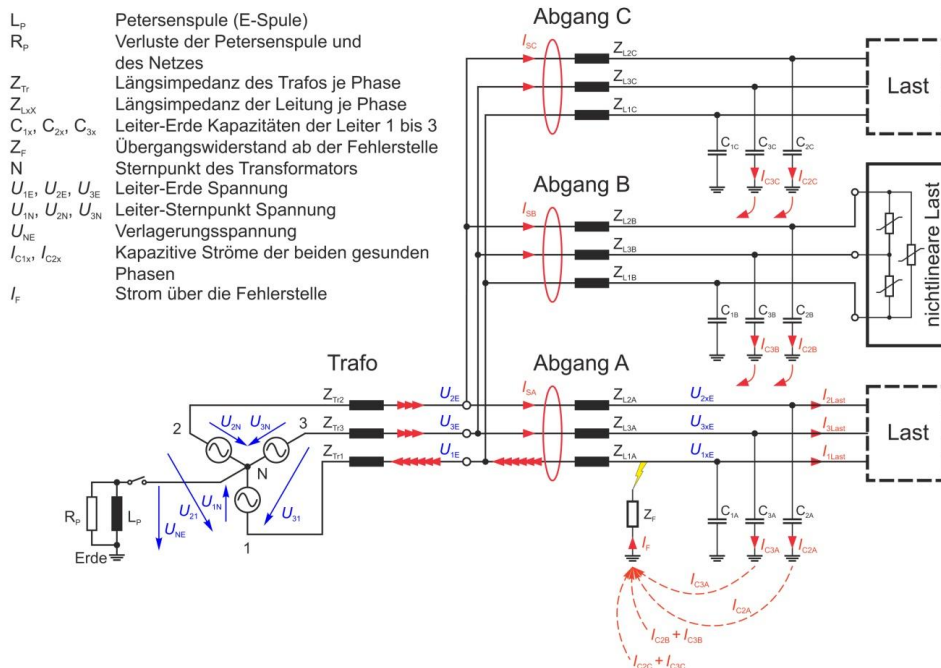 L_P Petersenspule (E-Spule)
R_P Verluste der Petersenspule und
des Netzes
Z_Tr Längsimpedanz des Trafos je Phase
Z_LxX Längsimpedanz der Leitung je Phase
C_1x, C_2x, C_3x Leiter-Erde Kapazitäten der Leiter 1 bis 3
Z_F Übergangswiderstand ab der Fehlerstelle
N Sternpunkt des Transformators
U_1E, U_2E, U_3E Leiter-Erde Spannung
U_1N, U_2N, U_3N Leiter-Sternpunkt Spannung
U_NE Verlagerungsspannung
I_C1x, I_C2x Kapazitive Ströme der beiden gesunden
Phasen
I_F Strom über die Fehlerstelle
Abgang C
I_SC
Z_L2C
Z_L3C
Z_L1C
C_1C
C_3C
C_2C
I_C3C
I_C2C
Last
Abgang B
I_SB
Z_L2B
Z_L3B
Z_L1B
C_1B
C_3B
C_2B
I_C3B
I_C2B
nichtlineare Last
Trafo
Z_Tr2
Z_Tr3
Z_Tr1
U_2E
U_3E
U_1E
Abgang A
I_SA
Z_L2A
Z_L3A
Z_L1A
U_2xE
U_3xE
U_1xE
I_2Last
I_3Last
I_1Last
Last
2
U_2N
U_3N
3
N
U_1N
U_21
U_31
U_NE
1
R_P
L_P
Erde
Z_F
I_F
C_1A
C_3A
C_2A
I_C3A
I_C2A
I_C3A
I_C2A
I_C2B + I_C3B
I_C2C + I_C3C